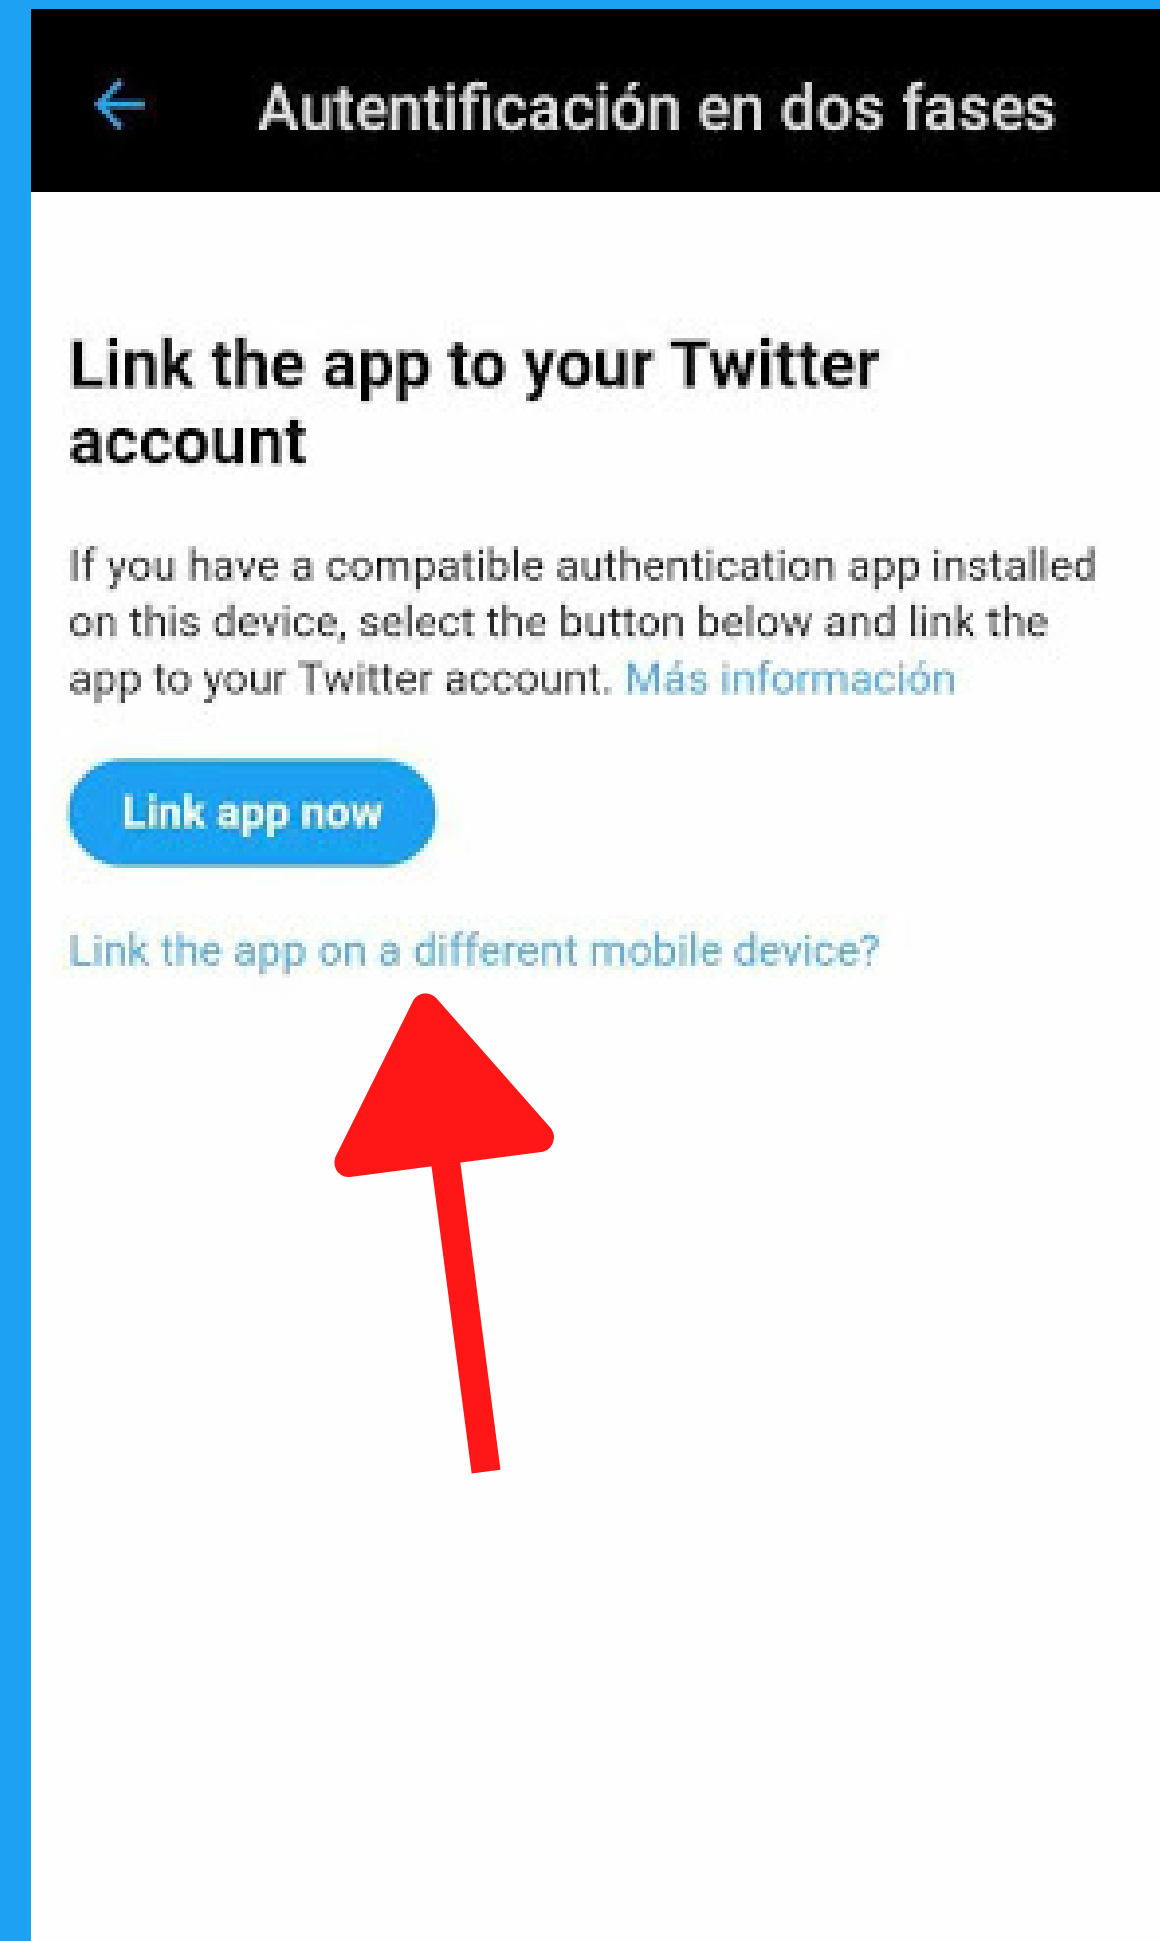 Autentificación en dos fases
Link the app to your Twitter
account
If you have a compatible authentication app installed
on this device, select the button below and link the
app to your Twitter account. Más información
Link app now
Link the app on a different mobile device?